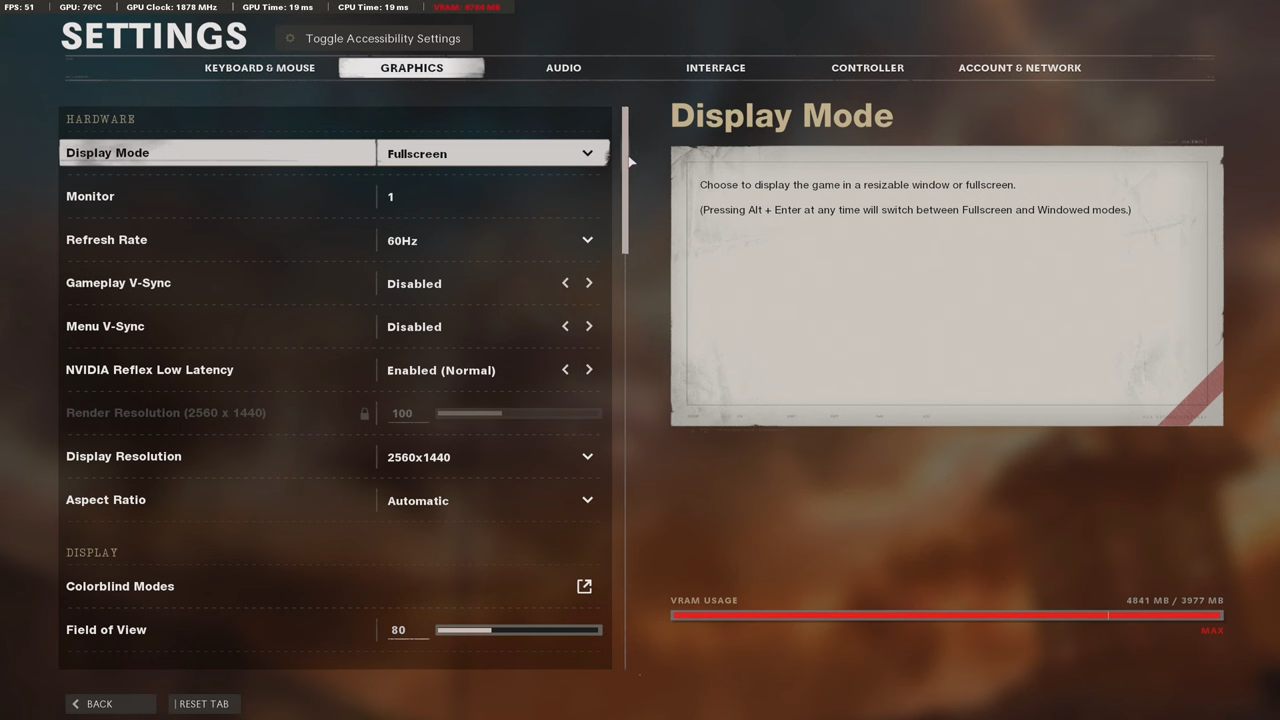 FPS: 51 | GPU: 76°C | GPU Clock: 1878 MHz | GPU Time: 19 ms | CPU Time: 19 ms | VRAM:
SETTINGS
Toggle Accessibility Settings
KEYBOARD & MOUSE GRAPHICS AUDIO INTERFACE CONTROLLER ACCOUNT & NETWORK
HARDWARE
Display Mode Fullscreen
Monitor 1
Refresh Rate 60Hz
Gameplay V-Sync Disabled
Menu V-Sync Disabled
NVIDIA Reflex Low Latency Enabled (Normal)
Render Resolution (2560 x 1440) 100
Display Resolution 2560x1440
Aspect Ratio Automatic
DISPLAY
Colorblind Modes
Field of View 80
Display Mode
Choose to display the game in a resizable window or fullscreen.
(Pressing Alt + Enter at any time will switch between Fullscreen and Windowed modes.)
VRAM USAGE 4841 MB / 3977 MB
MAX
BACK RESET TAB